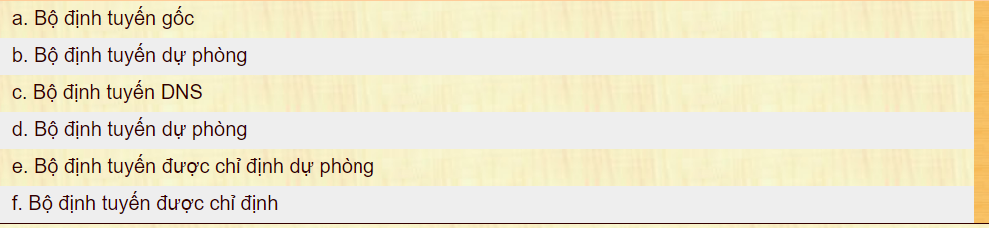 a. Bộ định tuyến gốc
b. Bộ định tuyến dự phòng
c. Bộ định tuyến DNS
d. Bộ định tuyến dự phòng
e. Bộ định tuyến được chỉ định dự phòng
f. Bộ định tuyến được chỉ định